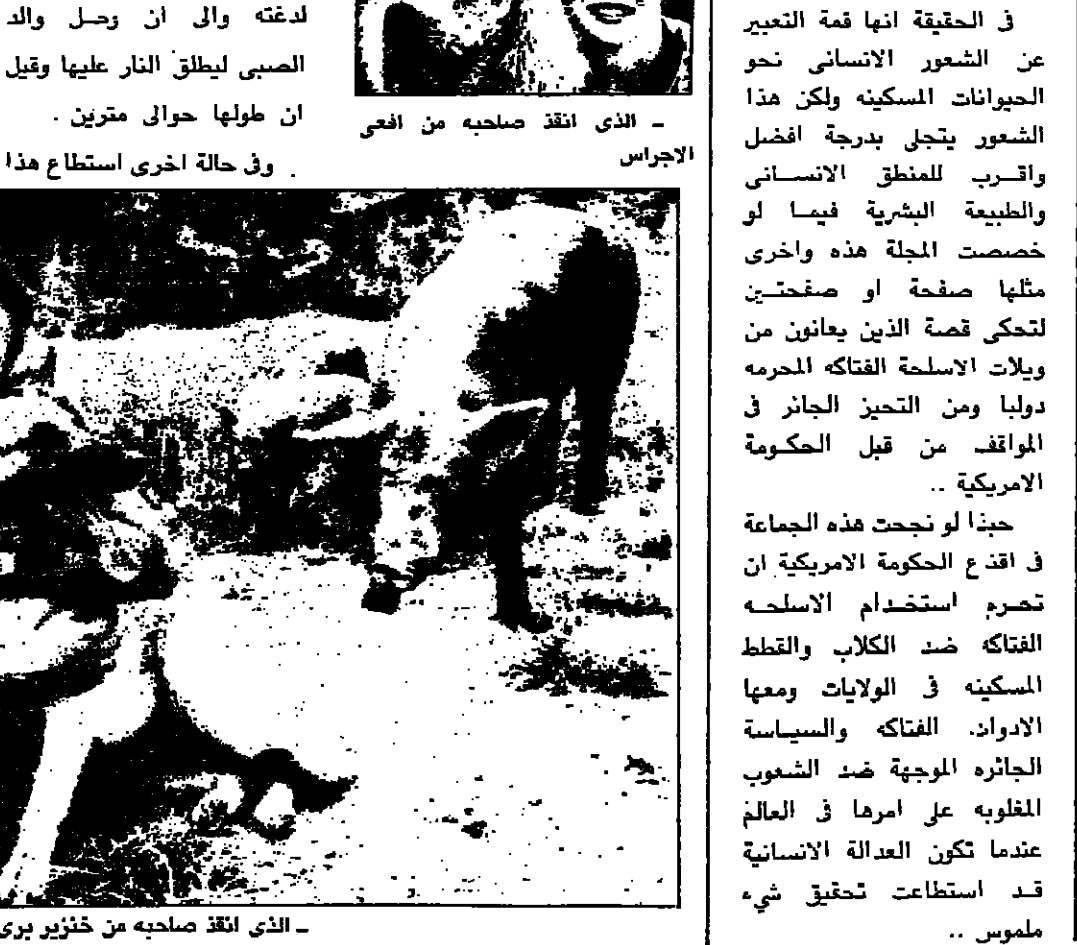 فى الحقيقة انها قمة التعبير
عن الشعور الانسانى نحو
الحيوانات المسكينه ولكن هذا
الشعور يتجلى بدرجة افضل
واقرب للمنطق الانسانى
والطبيعة البشرية فيما لو
خصصت المجلة هذه واخرى
مثلها صفحة او صفحتين
لتحكى قصة الذين يعانون من
ويلات الاسلحة الفتاكه المحرمه
دوليا ومن التحيز الجائر فى
المواقف من قبل الحكومة
الامريكية ..
حبذا لو نجحت هذه الجماعة
فى اقناع الحكومة الامريكية ان
تحرم استخدام الاسلحه
الفتاكه ضد الكلاب والقطط
المسكينه فى الولايات ومعها
الادوات الفتاكه والسياسة
الجائره الموجهة ضد الشعوب
المغلوبه على امرها فى العالم
عندما تكون العدالة الانسانية
قد استطاعت تحقيق شىء
ملموس ..
ـ الذى انقذ صاحبه من افعى
الاجراس
لدغته والى ان وصل والد
الصبى ليطلق النار عليها وقيل
ان طولها حوالى مترين .
وفى حالة اخرى استطاع هذا
ـ الذى انقذ صاحبه من خنزير برى